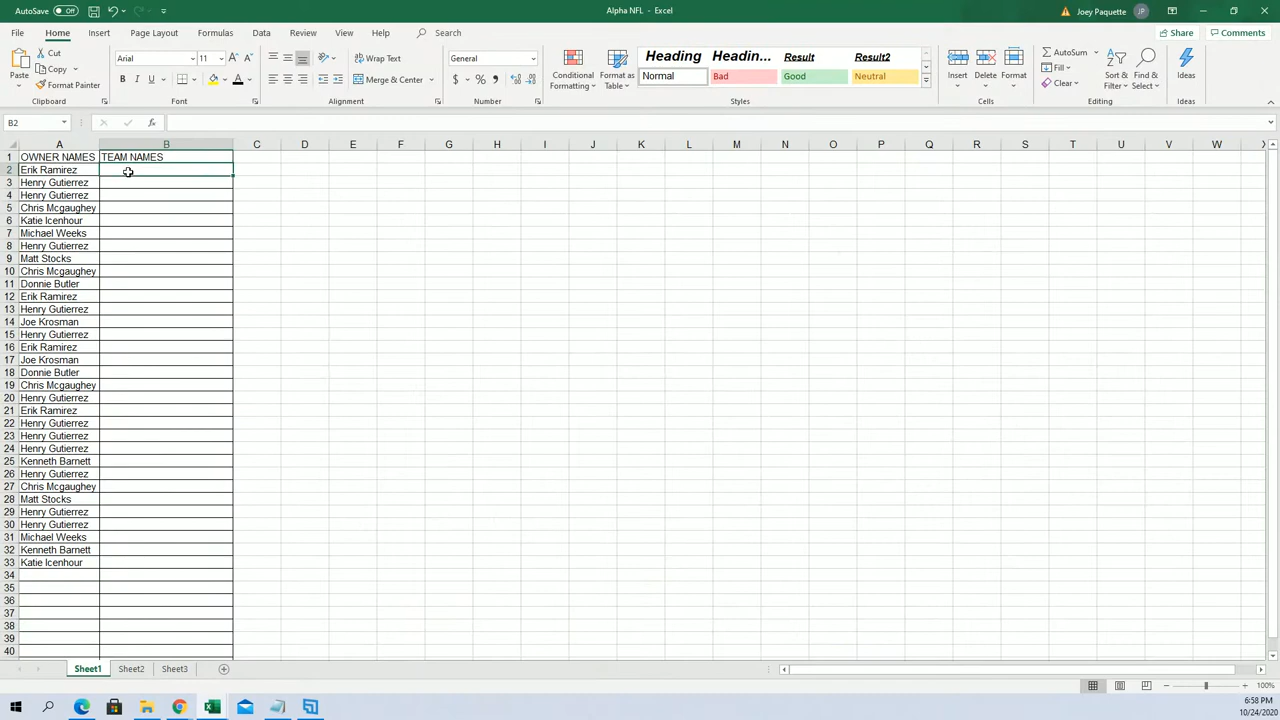 AutoSave Off
Alpha NFL - Excel
Joey Paquette JP
File Home Insert Page Layout Formulas Data Review View Help Search Share Comments
Paste Cut Copy Format Painter Clipboard
Arial 11 B I U A Font
Wrap Text Merge & Center Alignment
General $ % Number
Conditional Formatting Format as Table
Heading Headin... Result Result2
Normal Bad Good Neutral
Styles
Insert Delete Format Cells
AutoSum Fill Clear Sort & Filter Find & Select Editing
Ideas Ideas
B2 fx
A B C D E F G H I J K L M N O P Q R S T U V W X
1 OWNER NAMES TEAM NAMES
2 Erik Ramirez
3 Henry Gutierrez
4 Henry Gutierrez
5 Chris Mcgaughey
6 Katie Icenhour
7 Michael Weeks
8 Henry Gutierrez
9 Matt Stocks
10 Chris Mcgaughey
11 Donnie Butler
12 Erik Ramirez
13 Henry Gutierrez
14 Joe Krosman
15 Henry Gutierrez
16 Erik Ramirez
17 Joe Krosman
18 Donnie Butler
19 Chris Mcgaughey
20 Henry Gutierrez
21 Erik Ramirez
22 Henry Gutierrez
23 Henry Gutierrez
24 Henry Gutierrez
25 Kenneth Barnett
26 Henry Gutierrez
27 Chris Mcgaughey
28 Matt Stocks
29 Henry Gutierrez
30 Henry Gutierrez
31 Michael Weeks
32 Kenneth Barnett
33 Katie Icenhour
34
35
36
37
38
39
40
Sheet1 Sheet2 Sheet3
100%
6:58 PM
10/24/2020